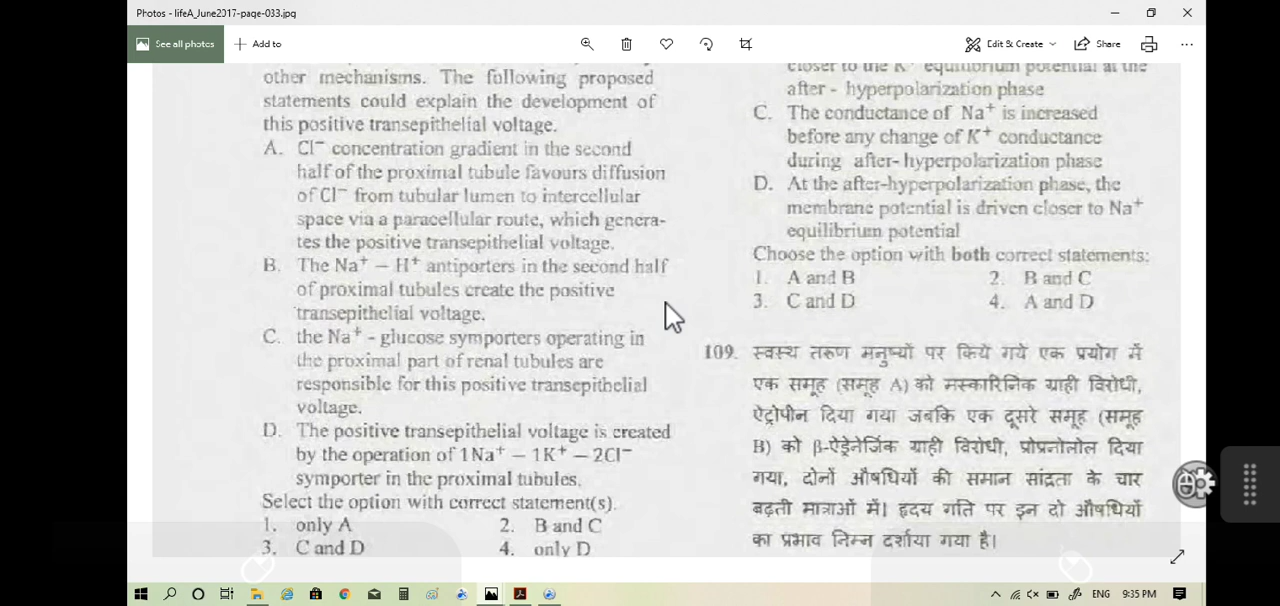 Photos - lifeA_June2017-page-033.jpg
See all photos
Add to
Edit & Create
Share
other mechanisms. The following proposed
statements could explain the development of
this positive transepithelial voltage.
A. Cl⁻ concentration gradient in the second
half of the proximal tubule favours diffusion
of Cl⁻ from tubular lumen to intercellular
space via a paracellular route, which genera-
tes the positive transepithelial voltage.
B. The Na⁺ – H⁺ antiporters in the second half
of proximal tubules create the positive
transepithelial voltage.
C. the Na⁺ - glucose symporters operating in
the proximal part of renal tubules are
responsible for this positive transepithelial
voltage.
D. The positive transepithelial voltage is created
by the operation of 1Na⁺ – 1K⁺ – 2Cl⁻
symporter in the proximal tubules.
Select the option with correct statement(s).
1. only A 2. B and C
3. C and D 4. only D
closer to the K⁺ equilibrium potential at the
after - hyperpolarization phase
C. The conductance of Na⁺ is increased
before any change of K⁺ conductance
during after- hyperpolarization phase
D. At the after-hyperpolarization phase, the
membrane potential is driven closer to Na⁺
equilibrium potential
Choose the option with both correct statements:
1. A and B 2. B and C
3. C and D 4. A and D
109. स्वस्थ तरुण मनुष्यों पर किये गये एक प्रयोग में
एक समूह (समूह A) को मस्कारिनिक ग्राही विरोधी,
ऐट्रोपीन दिया गया जबकि एक दूसरे समूह (समूह
B) को β-ऐड्रेनेर्जिक ग्राही विरोधी, प्रोप्रनोलोल दिया
गया, दोनों औषधियों की समान सांद्रता के चार
बढ़ती मात्राओं में। हृदय गति पर इन दो औषधियों
का प्रभाव निम्न दर्शाया गया है।
ENG 9:35 PM